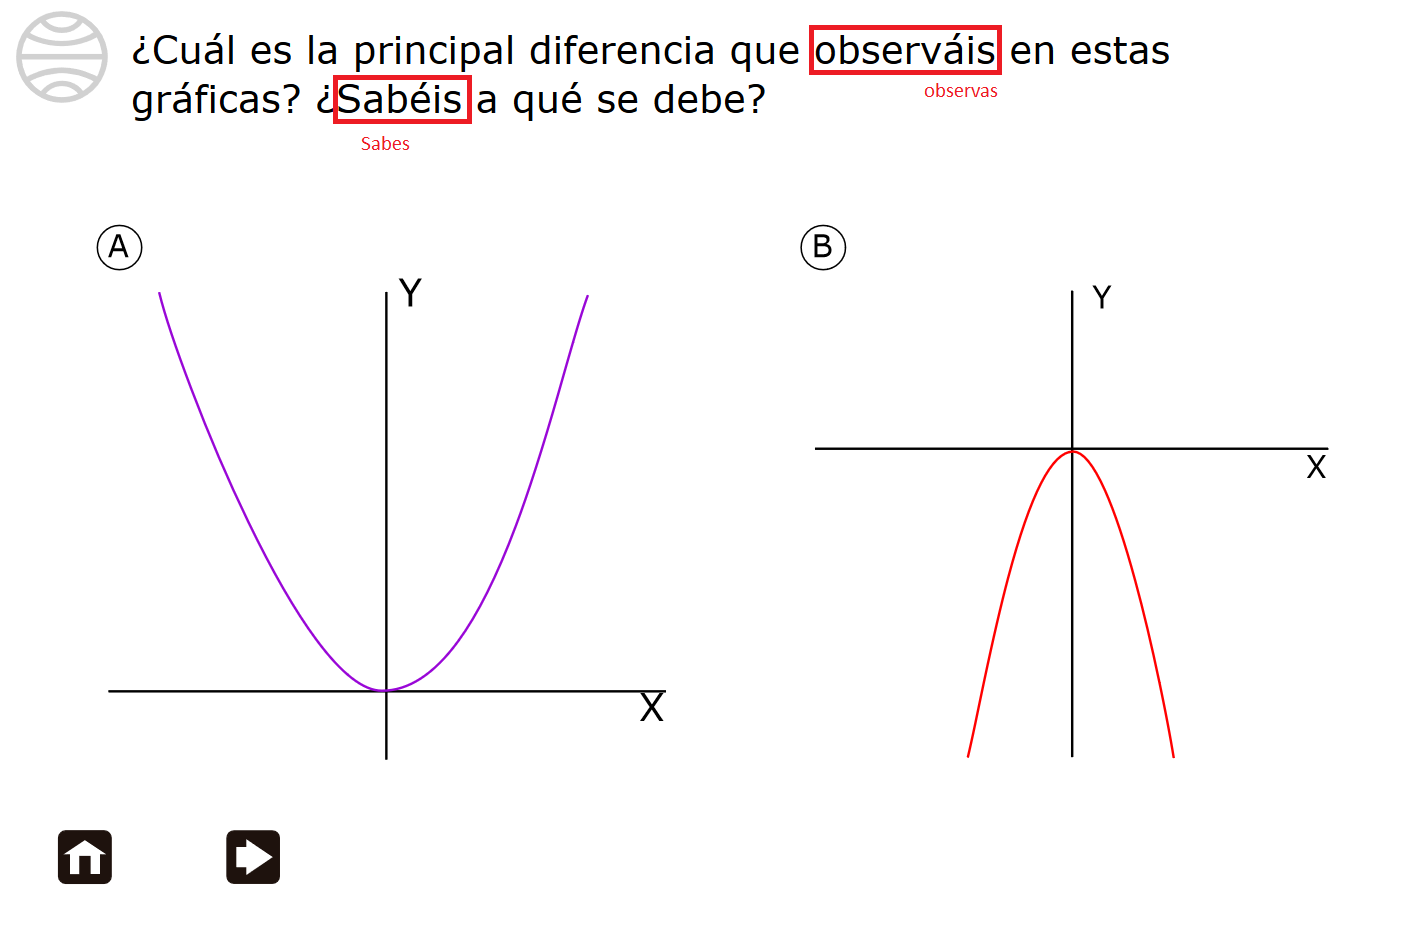 ¿Cuál es la principal diferencia que observáis en estas
observas
gráficas? ¿Sabéis a qué se debe?
Sabes
A
B
Y
Y
X
X